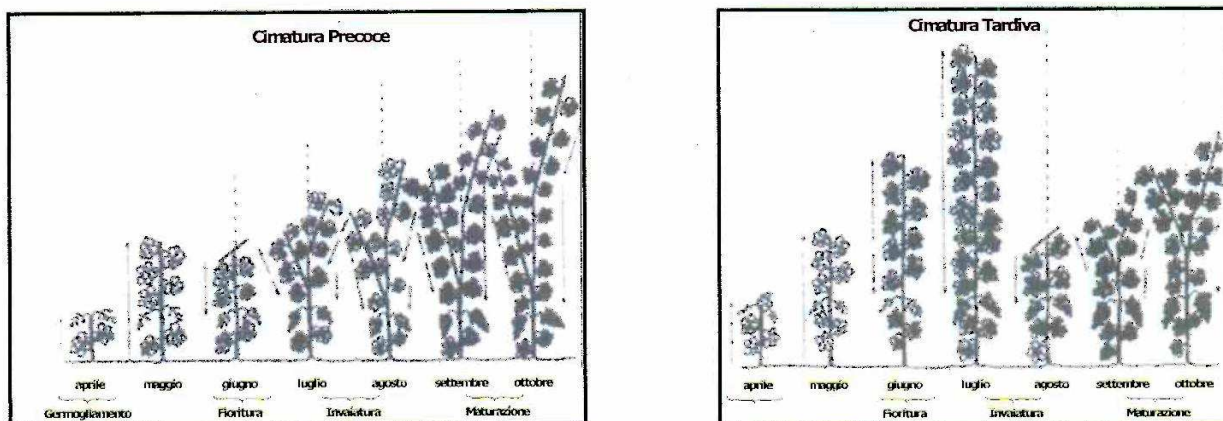 Cimatura Precoce
aprile maggio giugno luglio agosto settembre ottobre
Germogliamento Fioritura Invaiatura Maturazione
Cimatura Tardiva
aprile maggio giugno luglio agosto settembre ottobre
Fioritura Invaiatura Maturazione